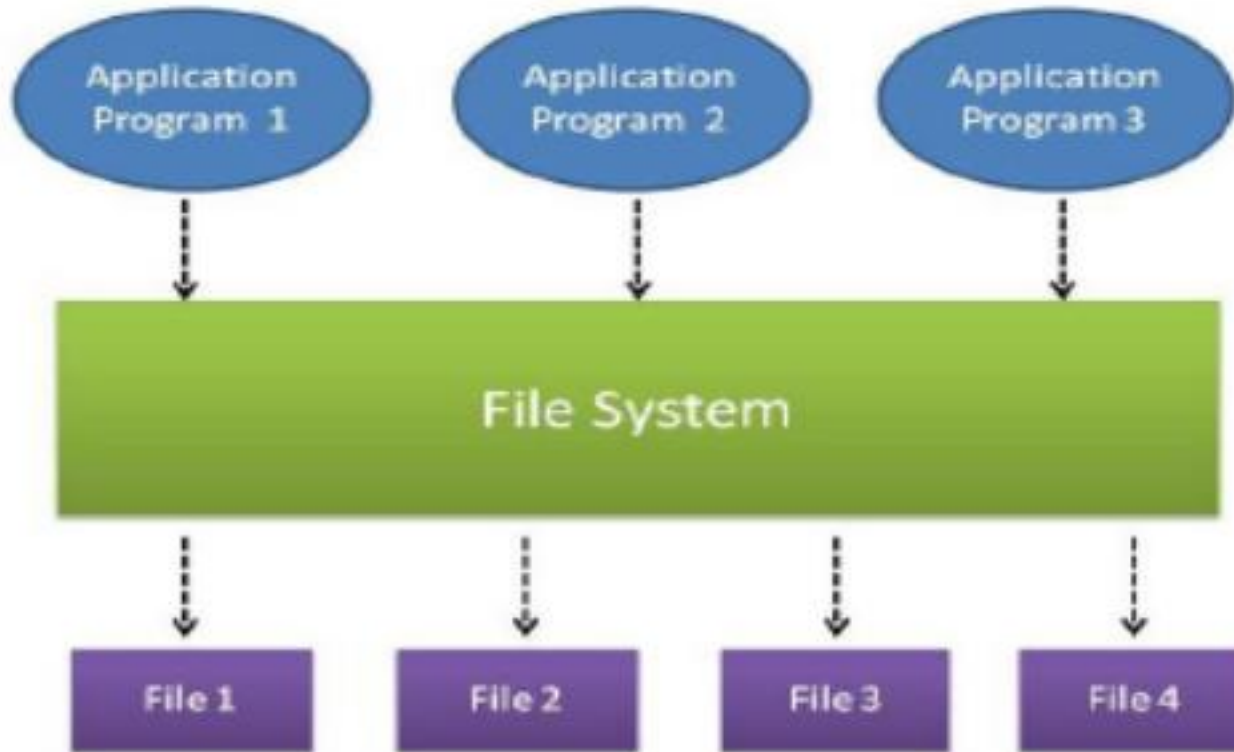 Application
Program 1
Application
Program 2
Application
Program 3
File System
File 1
File 2
File 3
File 4